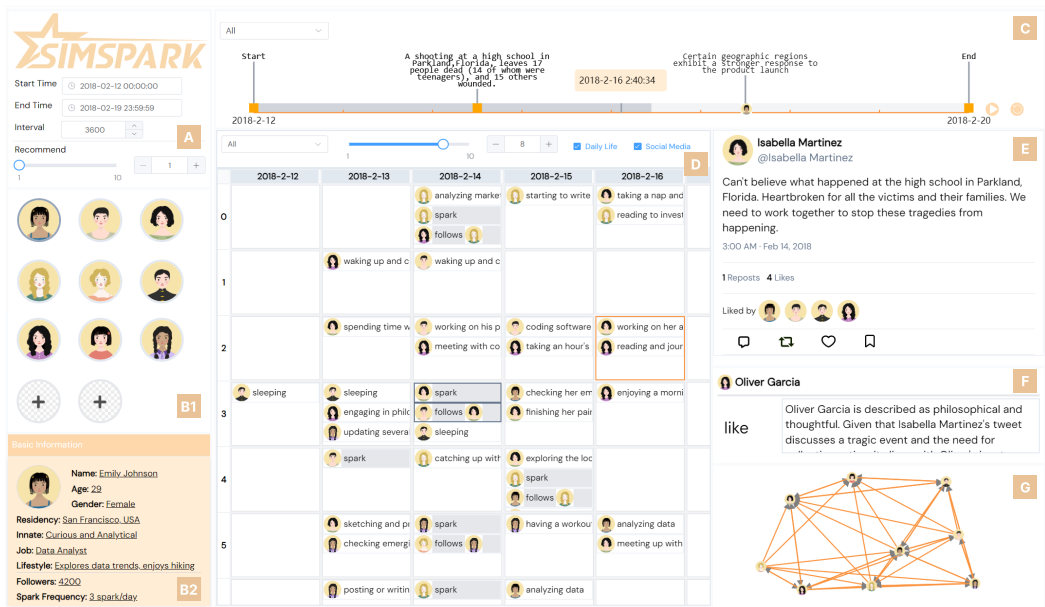 SIMSPARK
Start Time
2018-02-12 00:00:00
End Time
2018-02-19 23:59:59
Interval
3600
A
Recommend
1
1
10
B1
Basic Information
Name: Emily Johnson
Age: 29
Gender: Female
Residency: San Francisco, USA
Innate: Curious and Analytical
Job: Data Analyst
Lifestyle: Explores data trends, enjoys hiking
Followers: 4200
Spark Frequency: 3 spark/day
B2
All
C
Start
A shooting at a high school in
Parkland,Florida, leaves 17
people dead (14 of whom were
teenagers), and 15 others
wounded.
2018-2-16 2:40:34
Certain geographic regions
exhibit a stronger response to
the product launch
End
2018-2-12
2018-2-20
All
1
10
8
Daily Life
Social Media
D
2018-2-12 2018-2-13 2018-2-14 2018-2-15 2018-2-16
0
analyzing market
starting to write
taking a nap and
spark
reading to invest
follows
1
waking up and c
waking up and c
2
spending time w
working on his p
coding software
working on her a
meeting with co
taking an hour's
reading and jour
3
sleeping
sleeping
spark
checking her em
enjoying a morni
engaging in philo
follows
finishing her pain
updating several
sleeping
4
spark
catching up with
exploring the loc
spark
follows
5
sketching and p
spark
having a workou
analyzing data
checking emergi
follows
meeting up with
posting or writin
spark
analyzing data
E
Isabella Martinez
@Isabella Martinez
Can't believe what happened at the high school in Parkland,
Florida. Heartbroken for all the victims and their families. We
need to work together to stop these tragedies from
happening.
3:00 AM · Feb 14, 2018
1 Reposts 4 Likes
Liked by
Oliver Garcia
F
like
Oliver Garcia is described as philosophical and
thoughtful. Given that Isabella Martinez's tweet
discusses a tragic event and the need for
G